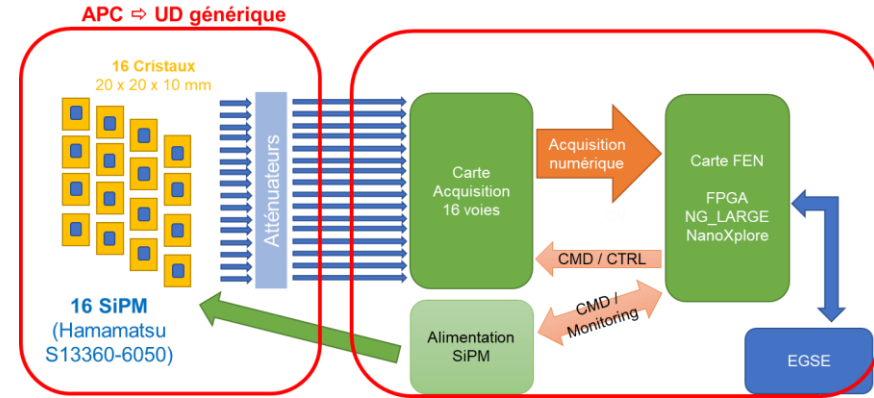 APC ⇨ UD générique
16 Cristaux
20 x 20 x 10 mm
Atténuateurs
16 SiPM
(Hamamatsu
S13360-6050)
Carte
Acquisition
16 voies
Acquisition
numérique
Carte FEN
FPGA
NG_LARGE
NanoXplore
CMD / CTRL
CMD /
Monitoring
Alimentation
SiPM
EGSE